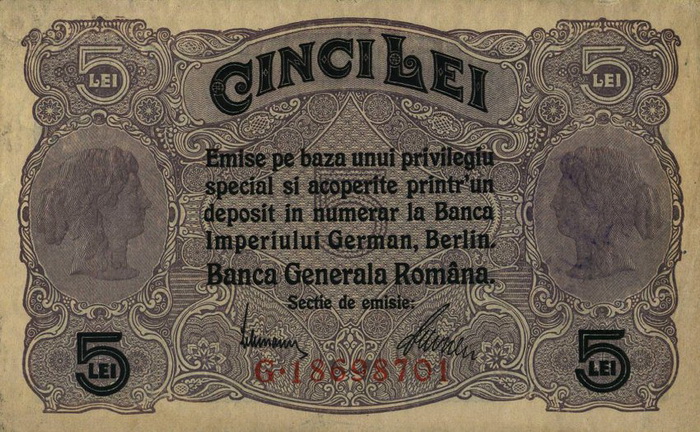 5 LEI
CINCI LEI
5 LEI
Emise pe baza unui privilegiu
special si acoperite printr'un
deposit in numerar la Banca
Imperiului German, Berlin.
Banca Generala Româna.
Sectie de emisie:
5 LEI
G·18698701
5 LEI
5